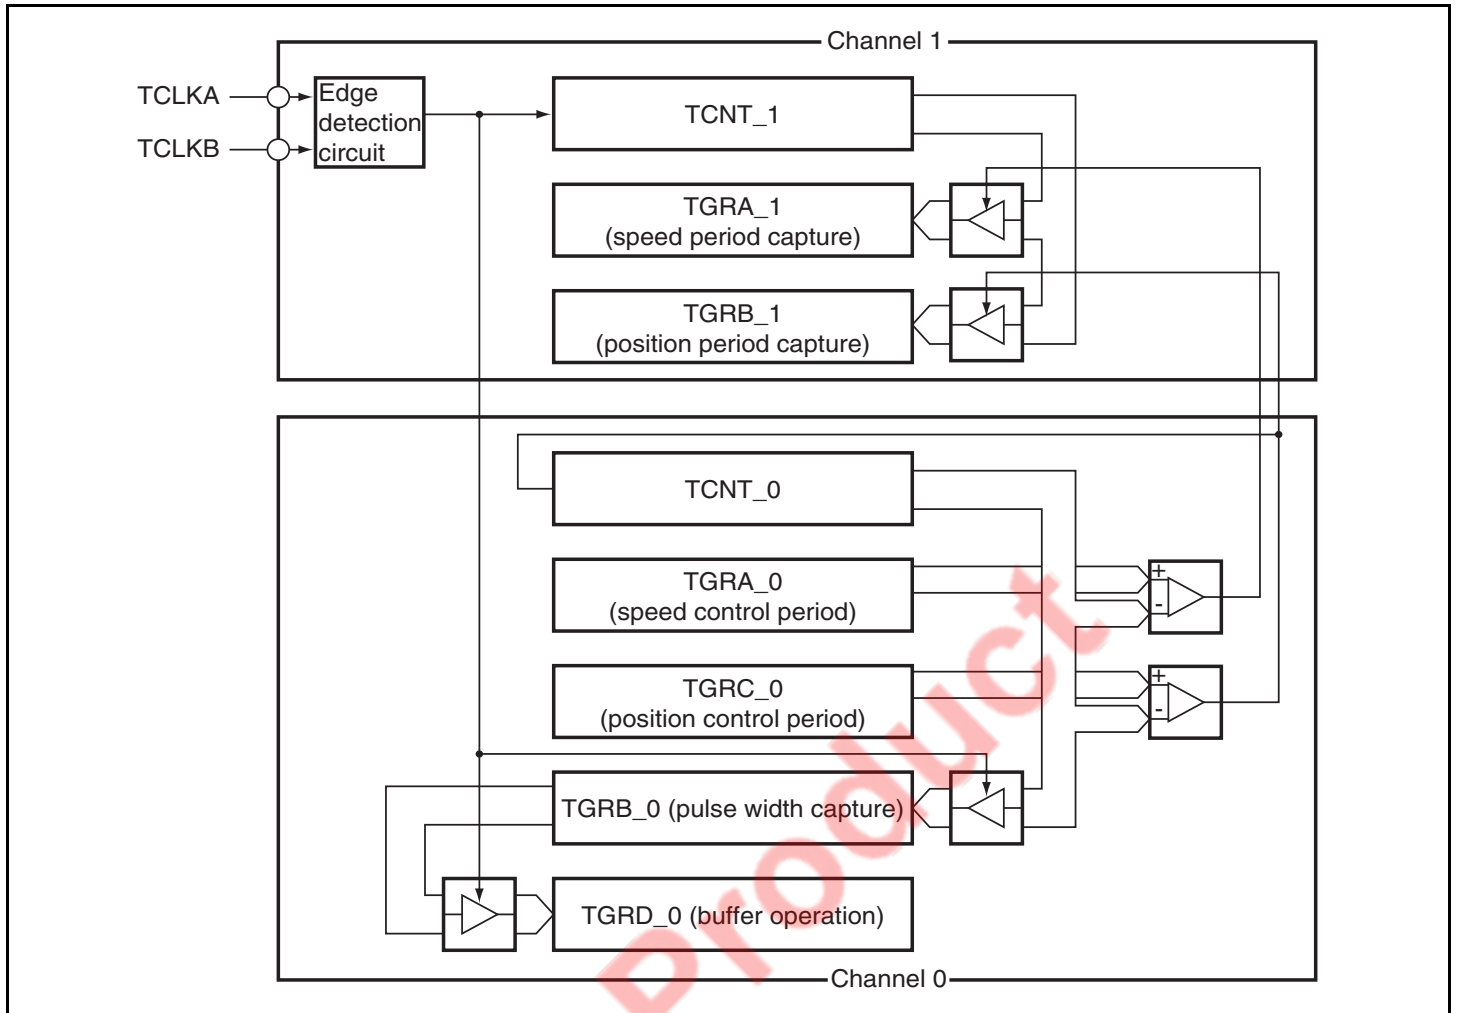 Channel 1
TCLKA
TCLKB
Edge
detection
circuit
TCNT_1
TGRA_1
(speed period capture)
TGRB_1
(position period capture)
TCNT_0
TGRA_0
(speed control period)
+
-
TGRC_0
(position control period)
+
-
TGRB_0 (pulse width capture)
TGRD_0 (buffer operation)
Channel 0
Product